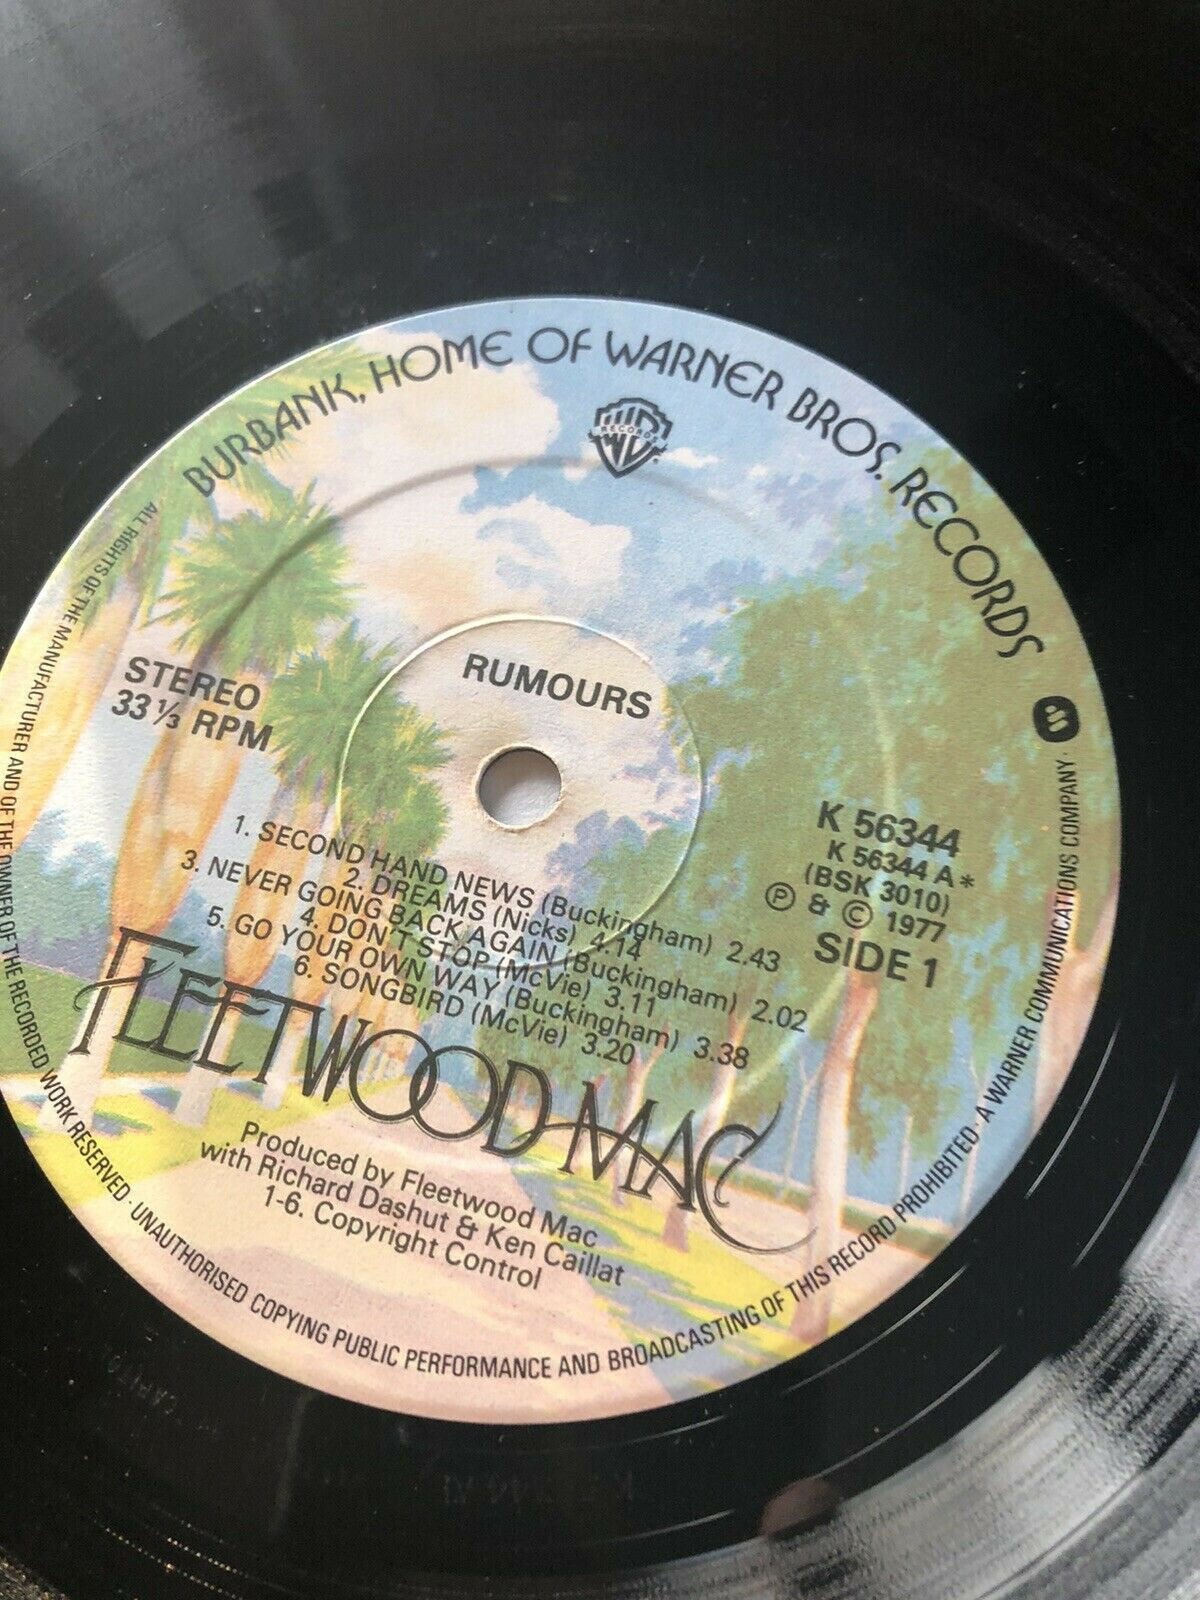 BURBANK, HOME OF WARNER BROS. RECORDS
RECORDS
RUMOURS
STEREO
33⅓ RPM
K 56344
K 56344 A*
(BSK 3010)
Ⓟ & © 1977
SIDE 1
1. SECOND HAND NEWS (Buckingham) 2.43
2. DREAMS (Nicks) 4.14
3. NEVER GOING BACK AGAIN (Buckingham) 2.02
4. DON'T STOP (McVie) 3.11
5. GO YOUR OWN WAY (Buckingham) 3.38
6. SONGBIRD (McVie) 3.20
FLEETWOOD MAC
Produced by Fleetwood Mac
with Richard Dashut & Ken Caillat
1-6. Copyright Control
ALL RIGHTS OF THE MANUFACTURER AND OF THE OWNER OF THE RECORDED WORK RESERVED · UNAUTHORISED COPYING PUBLIC PERFORMANCE AND BROADCASTING OF THIS RECORD PROHIBITED · A WARNER COMMUNICATIONS COMPANY ·